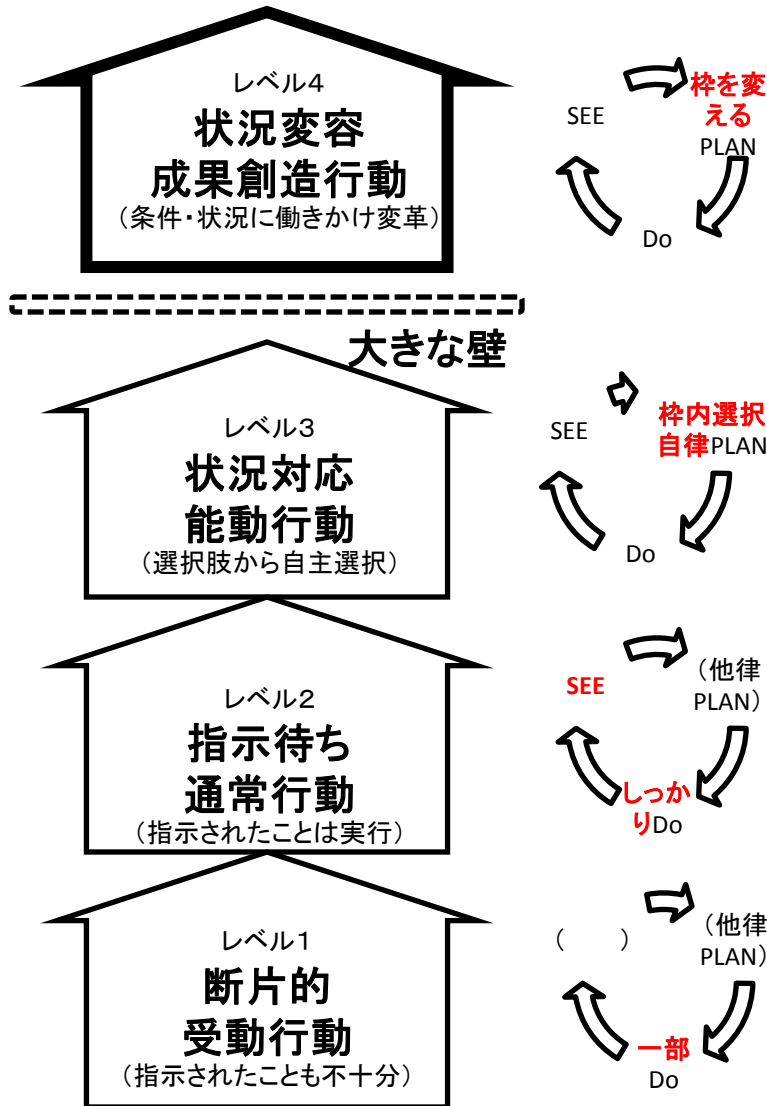 レベル4
状況変容
成果創造行動
(条件・状況に働きかけ変革)
SEE
枠を変
える
PLAN
Do
大きな壁
レベル3
状況対応
能動行動
(選択肢から自主選択)
SEE
枠内選択
自律PLAN
Do
レベル2
指示待ち
通常行動
(指示されたことは実行)
SEE
(他律
PLAN)
しっか
りDo
レベル1
断片的
受動行動
(指示されたことも不十分)
(　　)
(他律
PLAN)
一部
Do